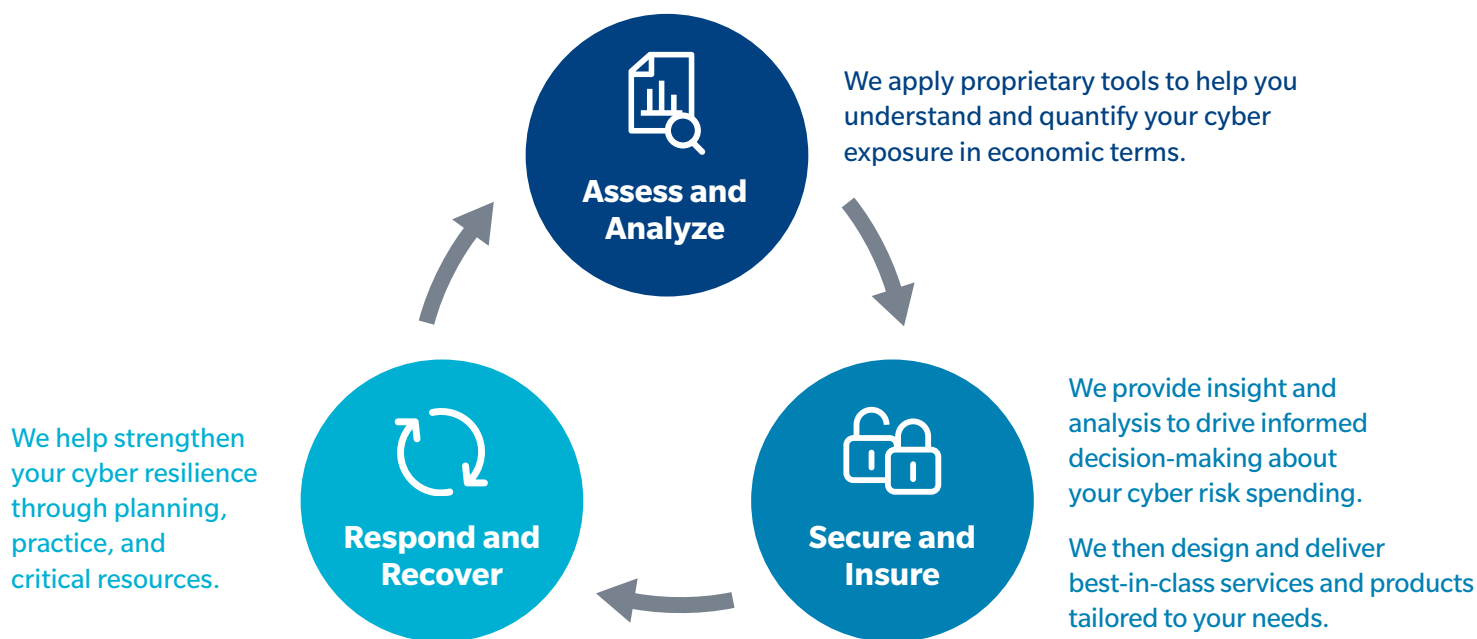 We apply proprietary tools to help you
understand and quantify your cyber
exposure in economic terms.
Assess and
Analyze
We provide insight and
analysis to drive informed
decision-making about
your cyber risk spending.
We then design and deliver
best-in-class services and products
tailored to your needs.
Secure and
Insure
We help strengthen
your cyber resilience
through planning,
practice, and
critical resources.
Respond and
Recover